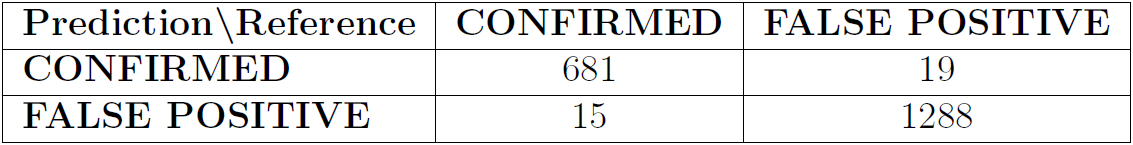 Prediction\Reference CONFIRMED FALSE POSITIVE
CONFIRMED 681 19
FALSE POSITIVE 15 1288